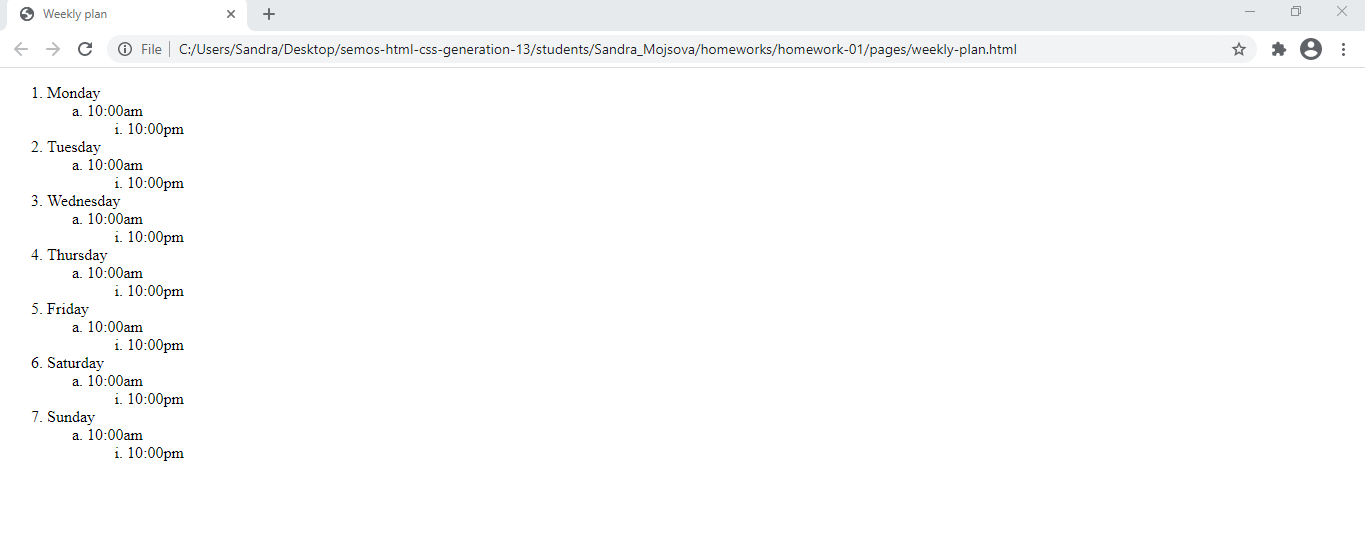 Weekly plan
File C:/Users/Sandra/Desktop/semos-html-css-generation-13/students/Sandra_Mojsova/homeworks/homework-01/pages/weekly-plan.html
1. Monday
a. 10:00am
i. 10:00pm
2. Tuesday
a. 10:00am
i. 10:00pm
3. Wednesday
a. 10:00am
i. 10:00pm
4. Thursday
a. 10:00am
i. 10:00pm
5. Friday
a. 10:00am
i. 10:00pm
6. Saturday
a. 10:00am
i. 10:00pm
7. Sunday
a. 10:00am
i. 10:00pm